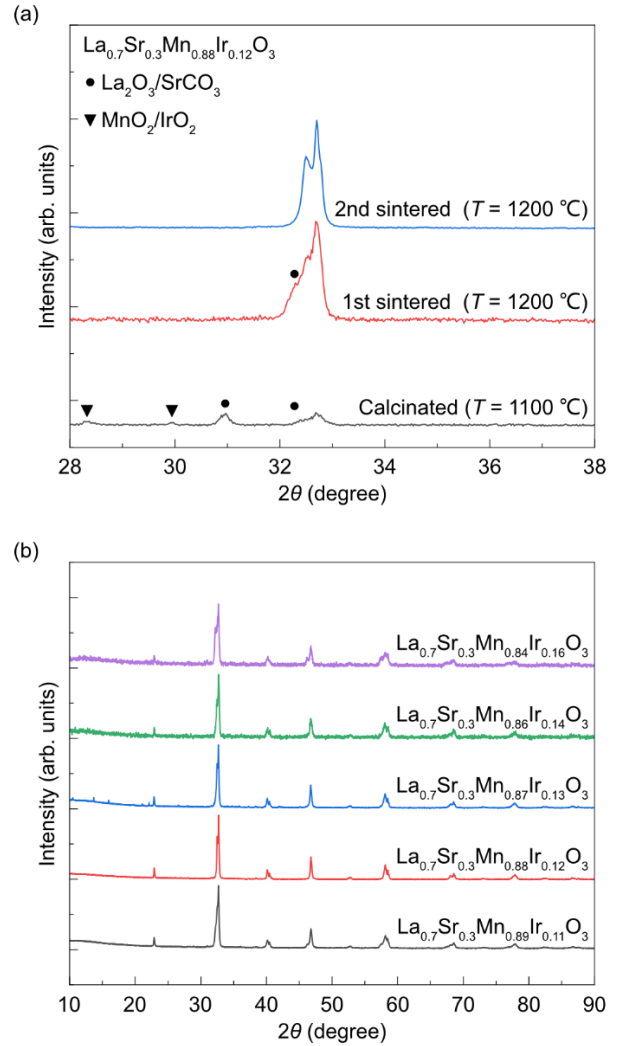 (a)
La₀.₇Sr₀.₃Mn₀.₈₈Ir₀.₁₂O₃
● La₂O₃/SrCO₃
▼ MnO₂/IrO₂
2nd sintered (T = 1200 ℃)
1st sintered (T = 1200 ℃)
Calcinated (T = 1100 ℃)
Intensity (arb. units)
28 30 32 34 36 38
2θ (degree)
(b)
La₀.₇Sr₀.₃Mn₀.₈₄Ir₀.₁₆O₃
La₀.₇Sr₀.₃Mn₀.₈₆Ir₀.₁₄O₃
La₀.₇Sr₀.₃Mn₀.₈₇Ir₀.₁₃O₃
La₀.₇Sr₀.₃Mn₀.₈₈Ir₀.₁₂O₃
La₀.₇Sr₀.₃Mn₀.₈₉Ir₀.₁₁O₃
Intensity (arb. units)
10 20 30 40 50 60 70 80 90
2θ (degree)